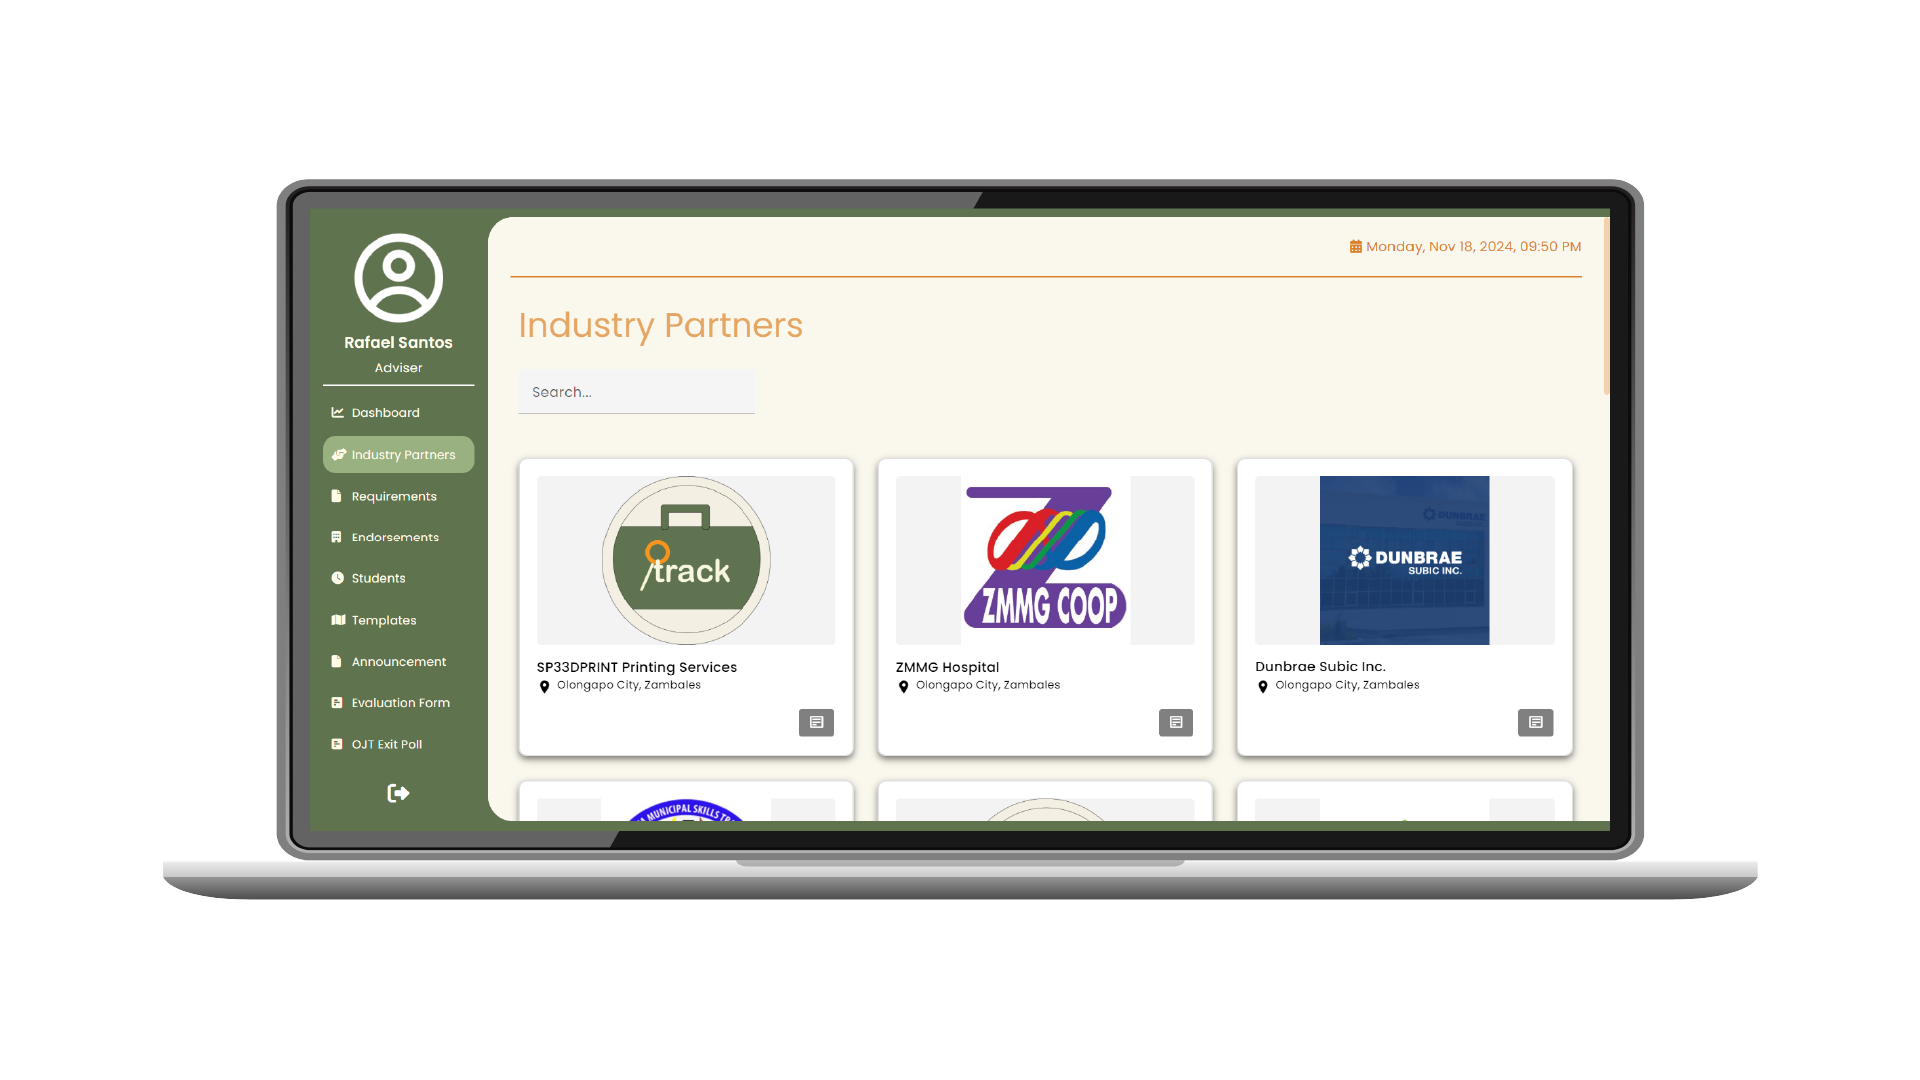 Rafael Santos
Adviser
Dashboard
Industry Partners
Requirements
Endorsements
Students
Templates
Announcement
Evaluation Form
OJT Exit Poll
Monday, Nov 18, 2024, 09:50 PM
Industry Partners
Search...
track
ZMMG COOP
DUNBRAE
DUNBRAE
SUBIC INC.
SP33DPRINT Printing Services
Olongapo City, Zambales
ZMMG Hospital
Olongapo City, Zambales
Dunbrae Subic Inc.
Olongapo City, Zambales
MUNICIPAL SKILLS